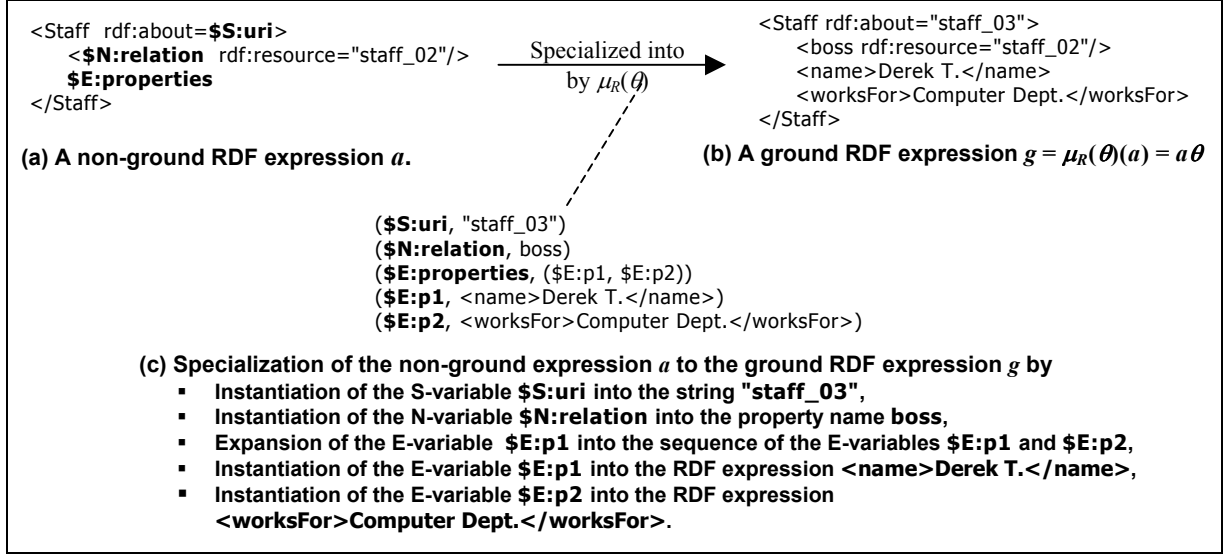 <Staff rdf:about=$S:uri>
<$N:relation rdf:resource="staff_02"/>
$E:properties
</Staff>
(a) A non-ground RDF expression a.
Specialized into
by μR(θ)
<Staff rdf:about="staff_03">
<boss rdf:resource="staff_02"/>
<name>Derek T.</name>
<worksFor>Computer Dept.</worksFor>
</Staff>
(b) A ground RDF expression g = μR(θ)(a) = aθ
($S:uri, "staff_03")
($N:relation, boss)
($E:properties, ($E:p1, $E:p2))
($E:p1, <name>Derek T.</name>)
($E:p2, <worksFor>Computer Dept.</worksFor>)
(c) Specialization of the non-ground expression a to the ground RDF expression g by
▪ Instantiation of the S-variable $S:uri into the string "staff_03",
▪ Instantiation of the N-variable $N:relation into the property name boss,
▪ Expansion of the E-variable $E:p1 into the sequence of the E-variables $E:p1 and $E:p2,
▪ Instantiation of the E-variable $E:p1 into the RDF expression <name>Derek T.</name>,
▪ Instantiation of the E-variable $E:p2 into the RDF expression
<worksFor>Computer Dept.</worksFor>.